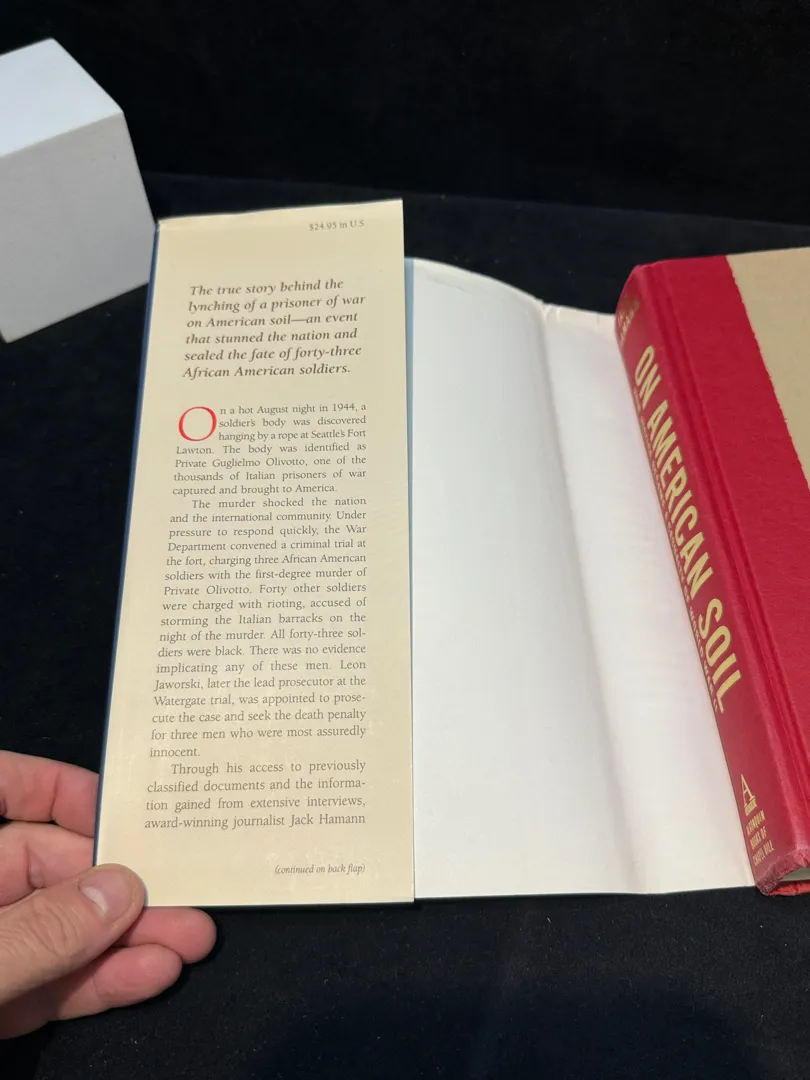 $24.95 in U.S.
The true story behind the
lynching of a prisoner of war
on American soil—an event
that stunned the nation and
sealed the fate of forty-three
African American soldiers.
On a hot August night in 1944, a
soldier's body was discovered
hanging by a rope at Seattle's Fort
Lawton. The body was identified as
Private Guglielmo Olivotto, one of the
thousands of Italian prisoners of war
captured and brought to America.
The murder shocked the nation
and the international community. Under
pressure to respond quickly, the War
Department convened a criminal trial at
the fort, charging three African American
soldiers with the first-degree murder of
Private Olivotto. Forty other soldiers
were charged with rioting, accused of
storming the Italian barracks on the
night of the murder. All forty-three sol-
diers were black. There was no evidence
implicating any of these men. Leon
Jaworski, later the lead prosecutor at the
Watergate trial, was appointed to prose-
cute the case and seek the death penalty
for three men who were most assuredly
innocent.
Through his access to previously
classified documents and the informa-
tion gained from extensive interviews,
award-winning journalist Jack Hamann
(continued on back flap)
ON AMERICAN SOIL
A
ALGONQUIN
BOOKS OF
CHAPEL HILL